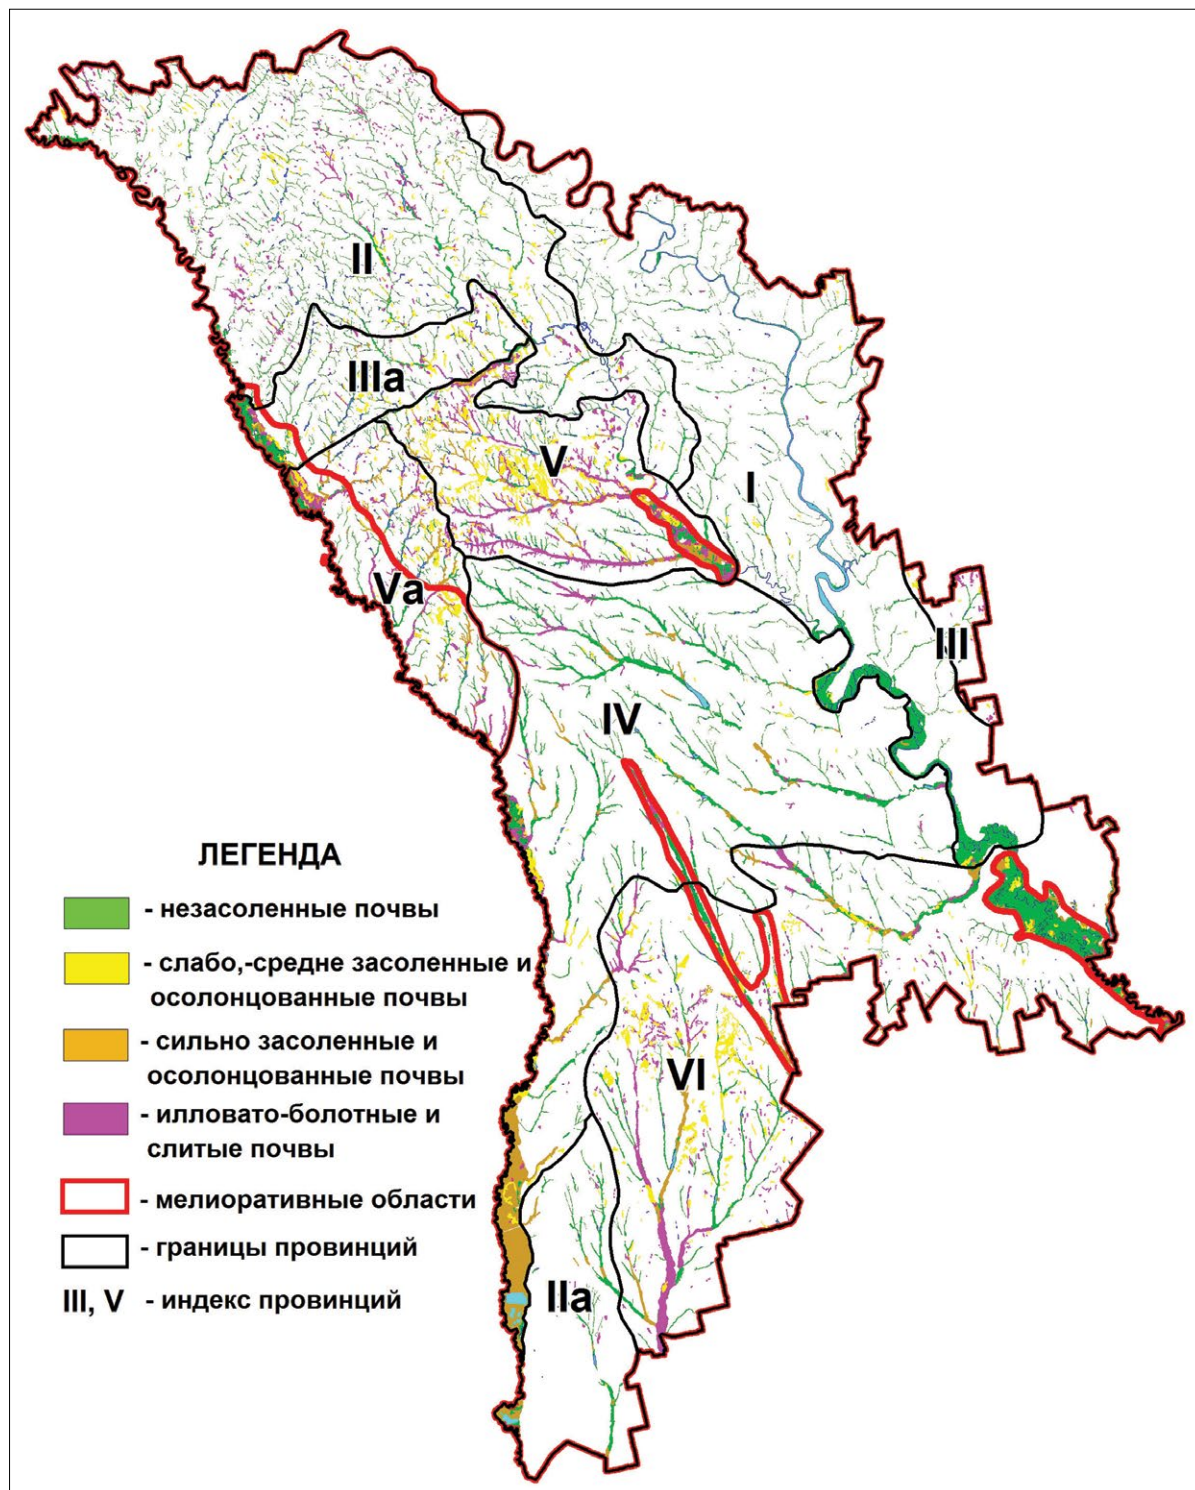 II
IIIa
V
I
Va
III
IV
ЛЕГЕНДА
- незасоленные почвы
- слабо,-средне засоленные и
осолонцованные почвы
- сильно засоленные и
осолонцованные почвы
VI
- илловато-болотные и
слитые почвы
- мелиоративные области
- границы провинций
III, V - индекс провинций
IIa